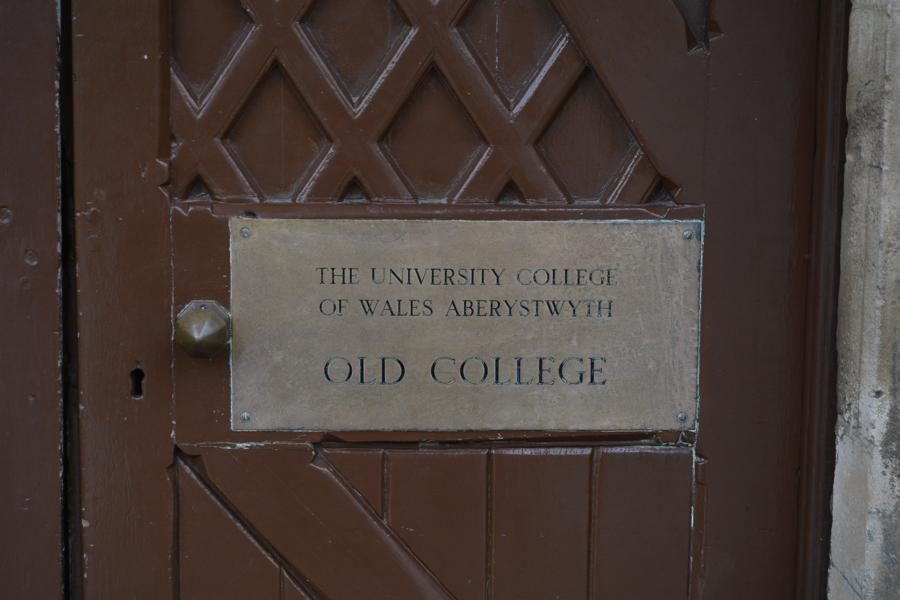 THE UNIVERSITY COLLEGE
OF WALES ABERYSTWYTH
OLD COLLEGE